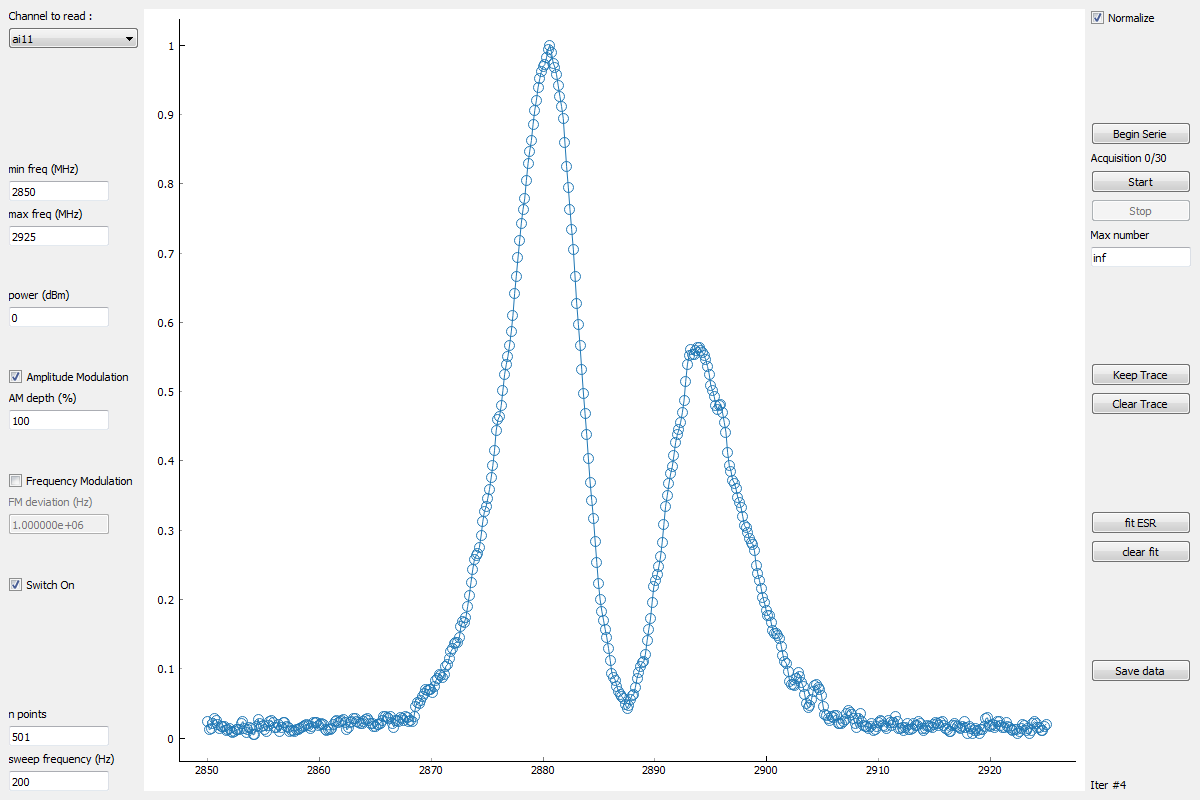 Channel to read :
ai11
min freq (MHz)
2850
max freq (MHz)
2925
power (dBm)
0
Amplitude Modulation
AM depth (%)
100
Frequency Modulation
FM deviation (Hz)
1.000000e+06
Switch On
n points
501
sweep frequency (Hz)
200
1
0.9
0.8
0.7
0.6
0.5
0.4
0.3
0.2
0.1
0
2850 2860 2870 2880 2890 2900 2910 2920
Normalize
Begin Serie
Acquisition 0/30
Start
Stop
Max number
inf
Keep Trace
Clear Trace
fit ESR
clear fit
Save data
Iter #4